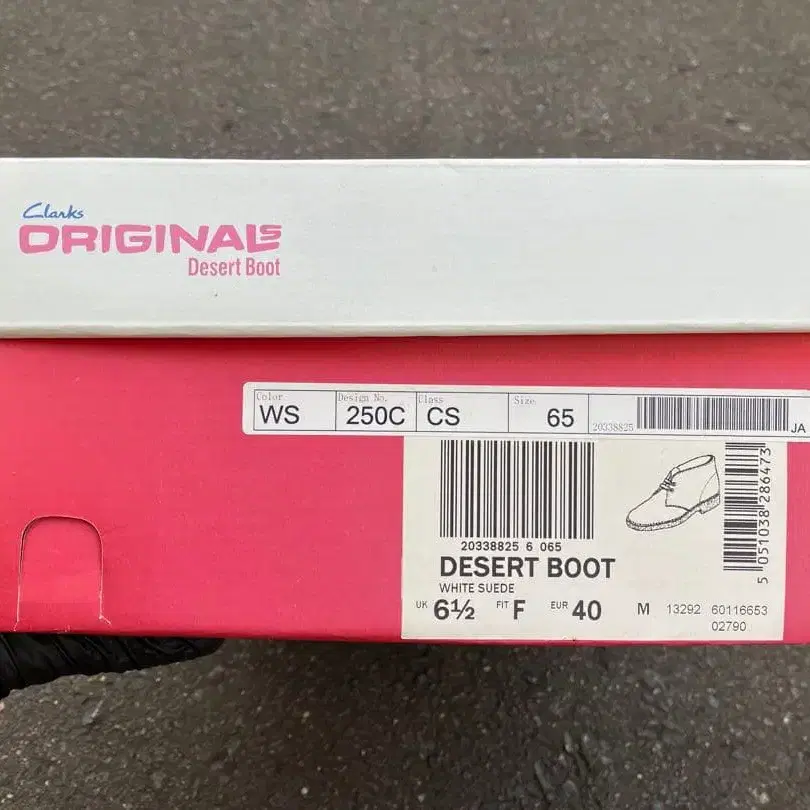 Clarks
ORIGINALS
Desert Boot
Color Design No. Class Size
WS 250C CS 65 20338825 JA
20338825 6 065
DESERT BOOT
WHITE SUEDE
UK 6½ FIT F EUR 40 M 13292 60116653
02790
5 051038 286473